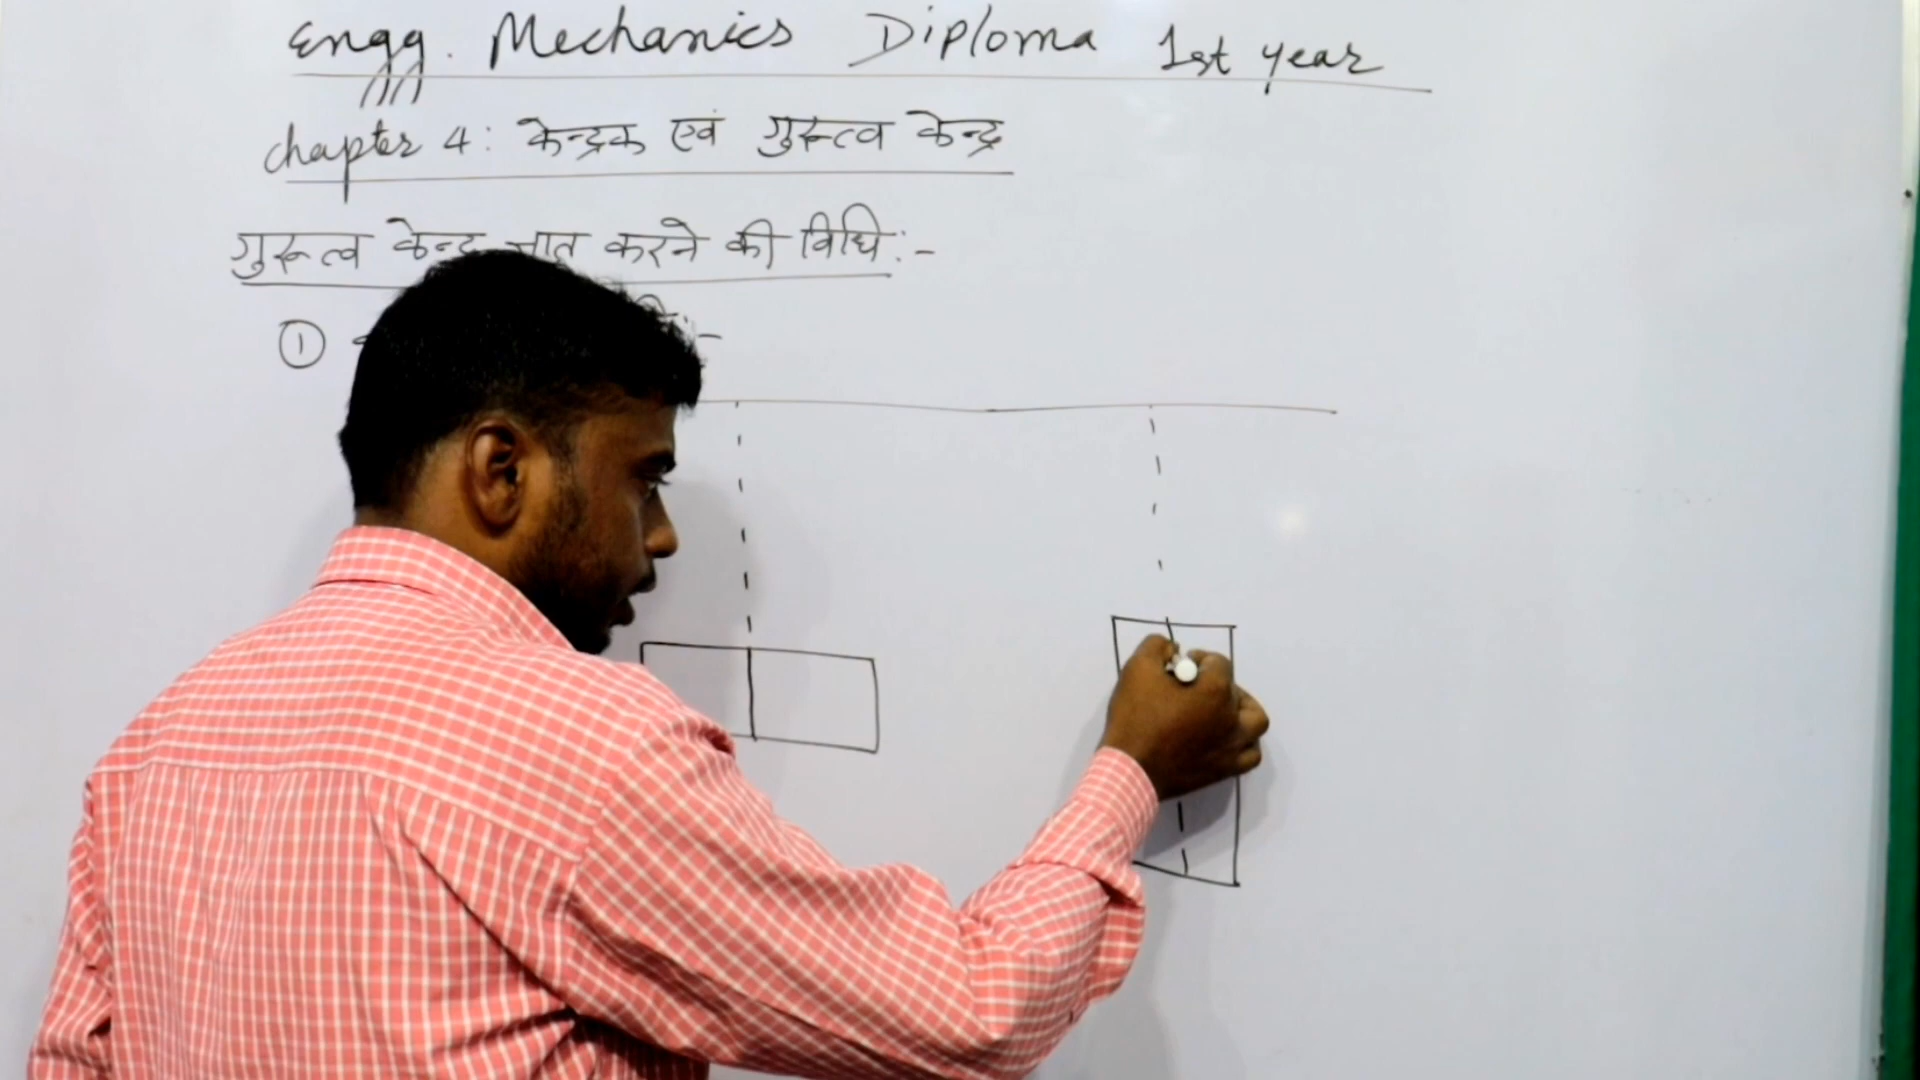 Engg. Mechanics Diploma 1st year
chapter 4: केन्द्रक एवं गुरूत्व केन्द्र
गुरूत्व केन्द्र ज्ञात करने की विधि:-
①